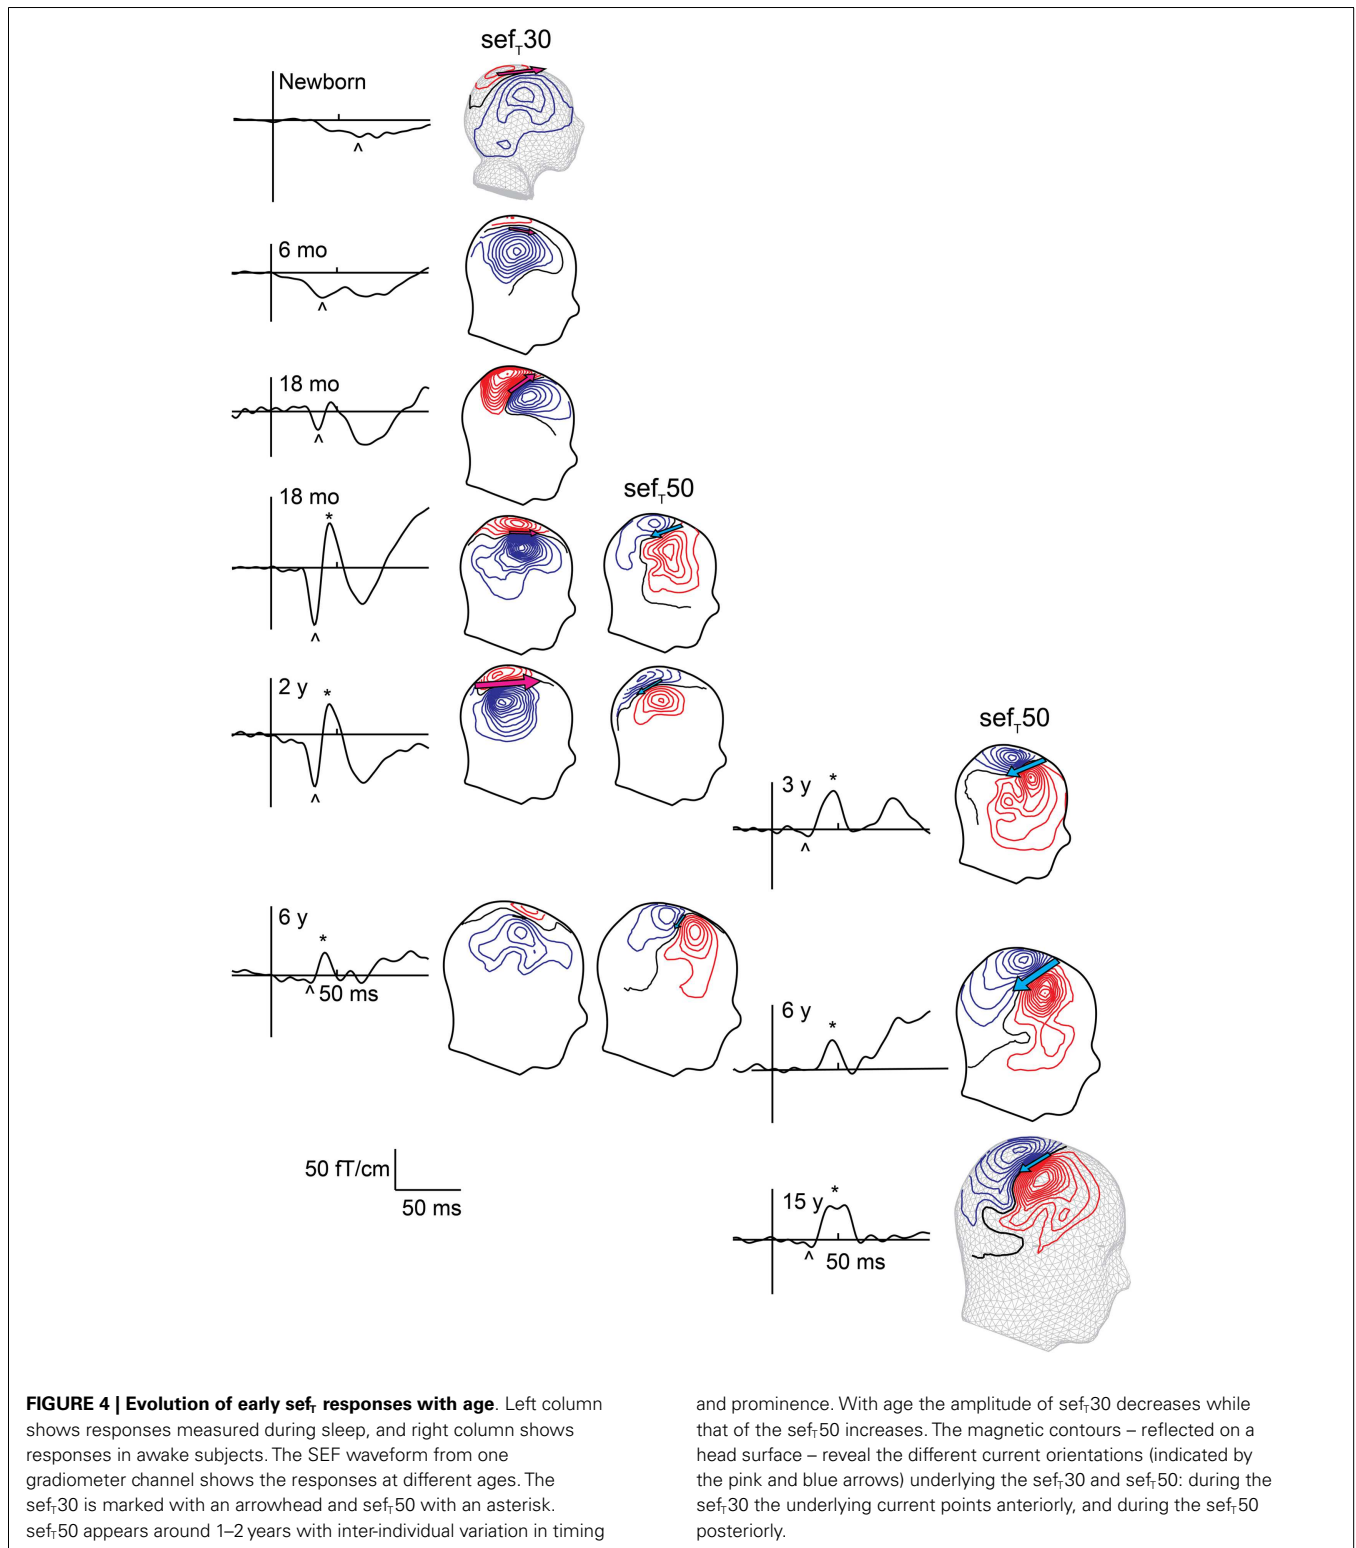 sefT30
Newborn
^
6 mo
^
18 mo
^
sefT50
18 mo
*
^
2 y
*
^
sefT50
3 y
*
^
6 y
*
^ 50 ms
6 y
*
50 fT/cm
50 ms
15 y
*
^
50 ms
FIGURE 4 | Evolution of early sefT responses with age. Left column
shows responses measured during sleep, and right column shows
responses in awake subjects. The SEF waveform from one
gradiometer channel shows the responses at different ages. The
sefT30 is marked with an arrowhead and sefT50 with an asterisk.
sefT50 appears around 1–2 years with inter-individual variation in timing
and prominence. With age the amplitude of sefT30 decreases while
that of the sefT50 increases. The magnetic contours – reflected on a
head surface – reveal the different current orientations (indicated by
the pink and blue arrows) underlying the sefT30 and sefT50: during the
sefT30 the underlying current points anteriorly, and during the sefT50
posteriorly.